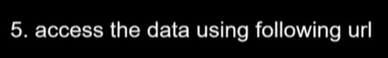 5. access the data using following url